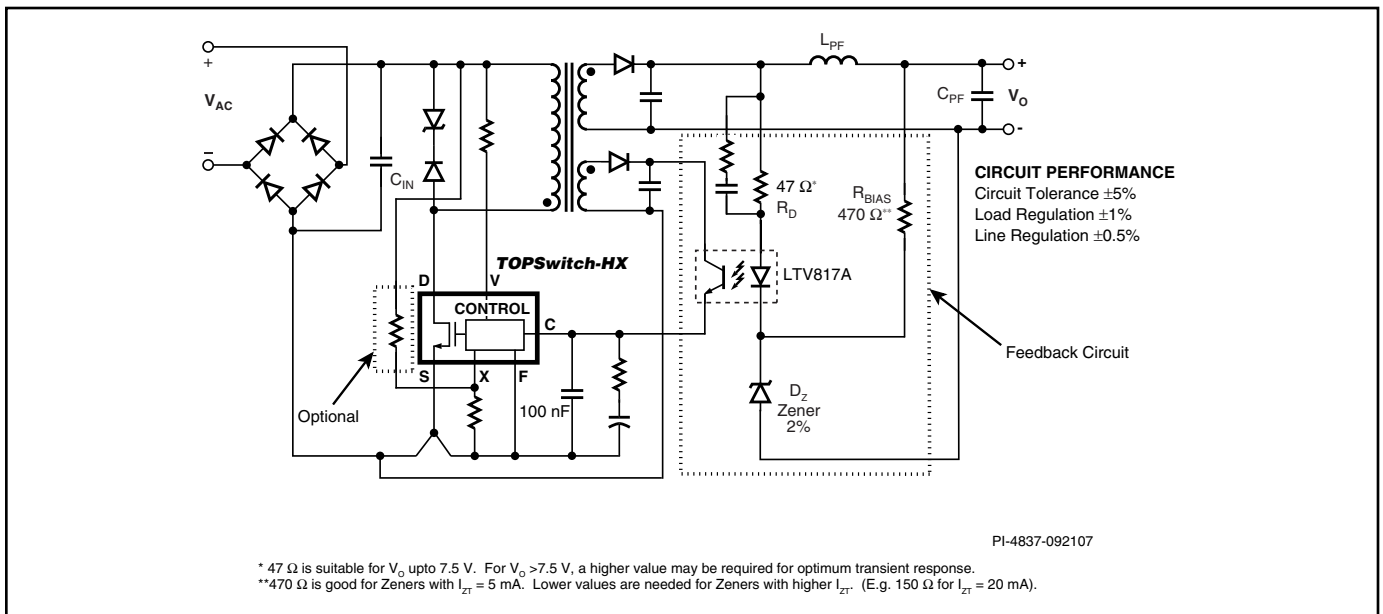 +
V_AC
−
C_IN
L_PF
C_PF
+
V_O
-
47 Ω*
R_D
R_BIAS
470 Ω**
CIRCUIT PERFORMANCE
Circuit Tolerance ±5%
Load Regulation ±1%
Line Regulation ±0.5%
TOPSwitch-HX
D
V
CONTROL
C
S
X
F
LTV817A
Optional
100 nF
D_Z
Zener
2%
Feedback Circuit
PI-4837-092107
* 47 Ω is suitable for V_O upto 7.5 V. For V_O >7.5 V, a higher value may be required for optimum transient response.
**470 Ω is good for Zeners with I_ZT = 5 mA. Lower values are needed for Zeners with higher I_ZT. (E.g. 150 Ω for I_ZT = 20 mA).